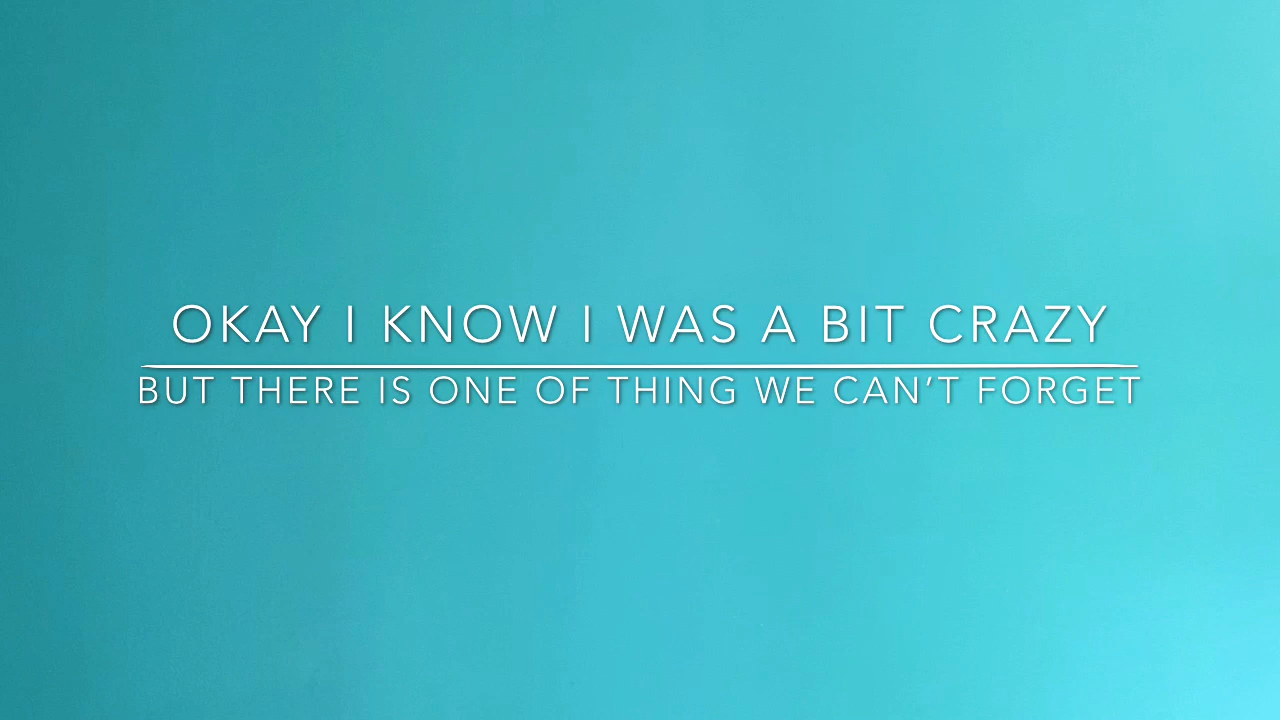 OKAY I KNOW I WAS A BIT CRAZY
BUT THERE IS ONE OF THING WE CAN’T FORGET